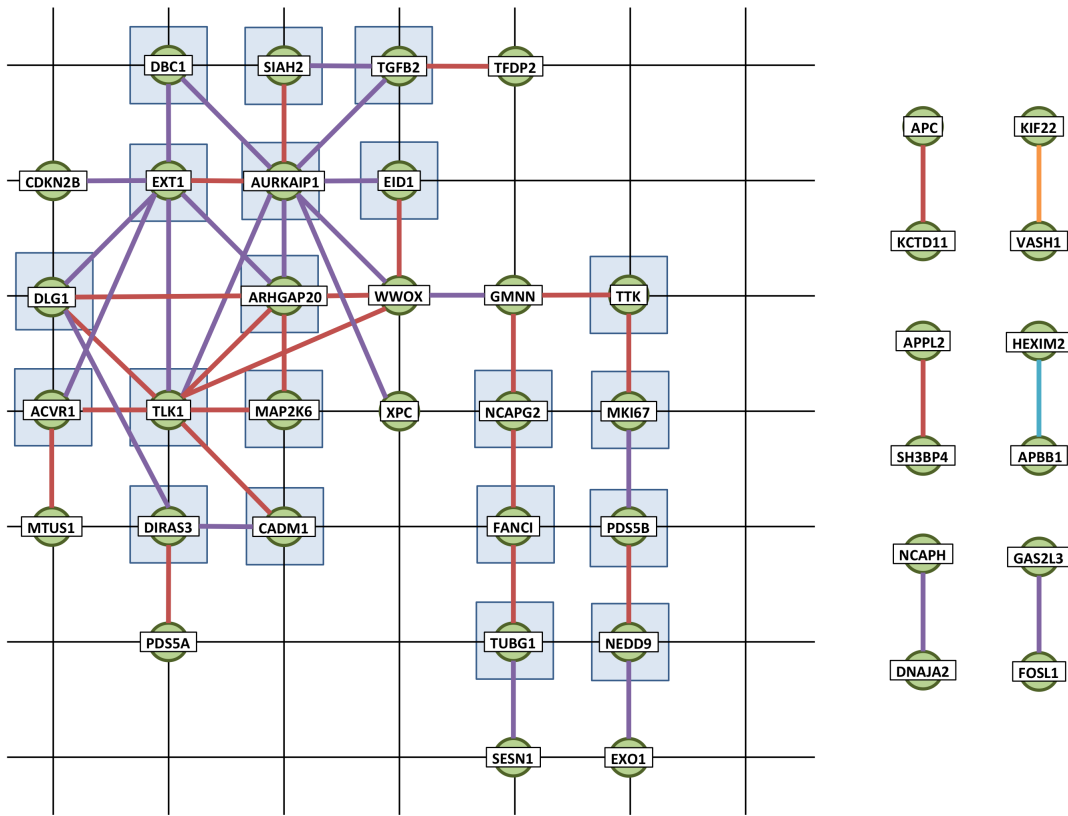 DBC1
SIAH2
TGFB2
TFDP2
CDKN2B
EXT1
AURKAIP1
EID1
DLG1
ARHGAP20
WWOX
GMNN
TTK
ACVR1
TLK1
MAP2K6
XPC
NCAPG2
MKI67
MTUS1
DIRAS3
CADM1
FANCI
PDS5B
PDS5A
TUBG1
NEDD9
SESN1
EXO1
APC
KIF22
KCTD11
VASH1
APPL2
HEXIM2
SH3BP4
APBB1
NCAPH
GAS2L3
DNAJA2
FOSL1